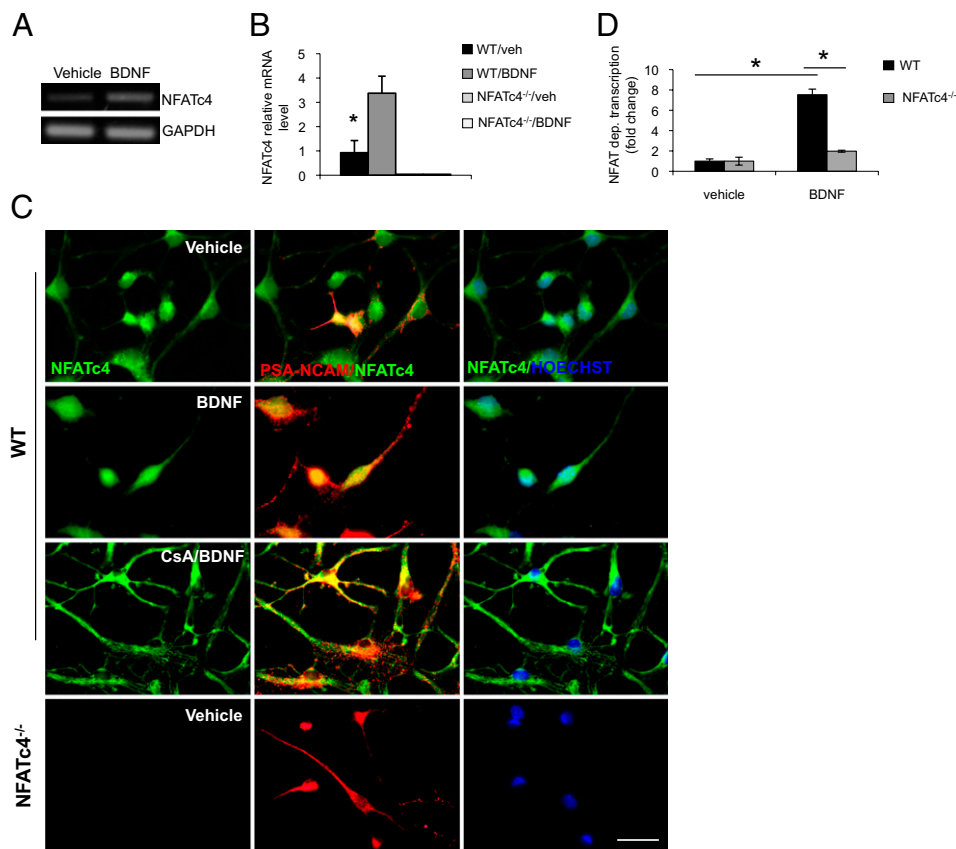 A
Vehicle BDNF
NFATc4
GAPDH
B
NFATc4 relative mRNA
level
5
4
3
2
1
0
*
WT/veh
WT/BDNF
NFATc4-/-/veh
NFATc4-/-/BDNF
D
NFAT dep. transcription
(fold change)
10
8
6
4
2
0
*
*
vehicle
BDNF
WT
NFATc4-/-
C
WT
Vehicle
NFATc4
PSA-NCAM/NFATc4
NFATc4/HOECHST
BDNF
CsA/BDNF
NFATc4-/-
Vehicle